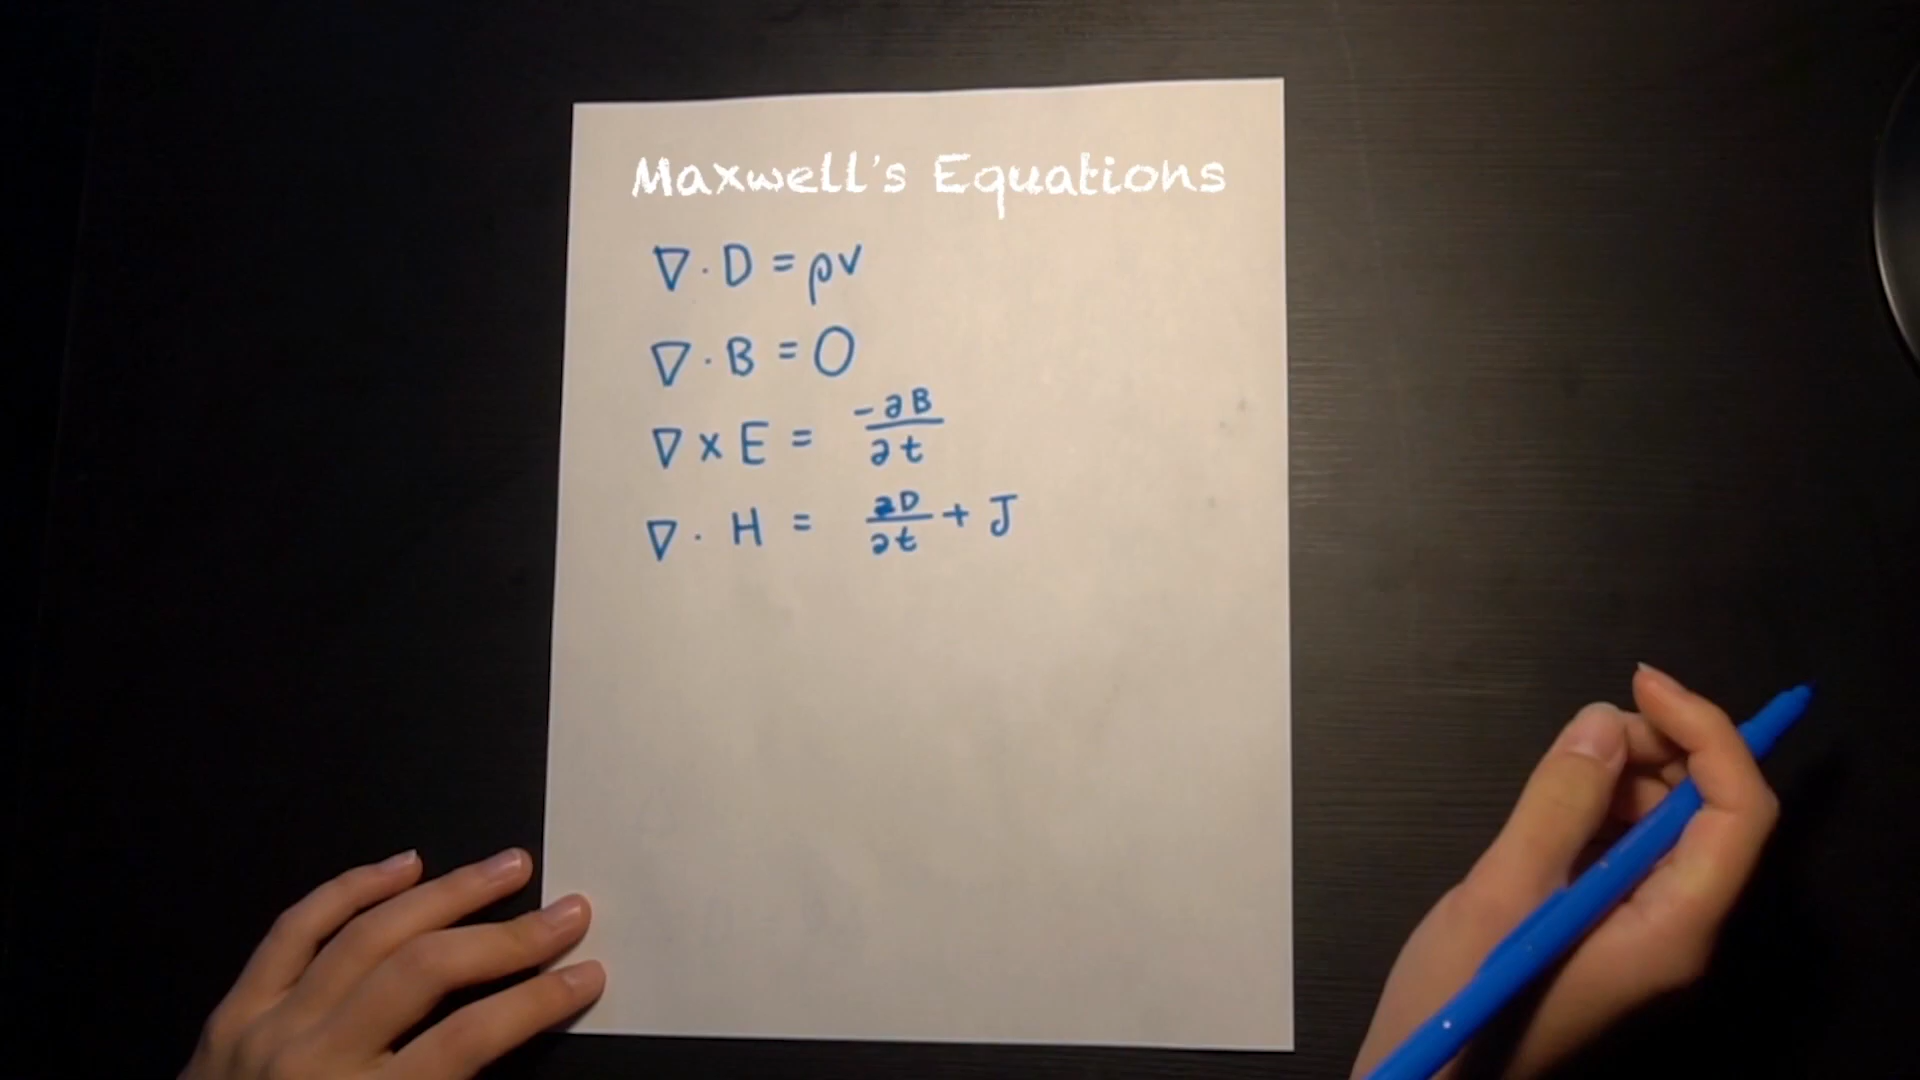 Maxwell's Equations
∇ · D = ρv
∇ · B = 0
∇ x E = -∂B/∂t
∇ · H = ∂D/∂t + J